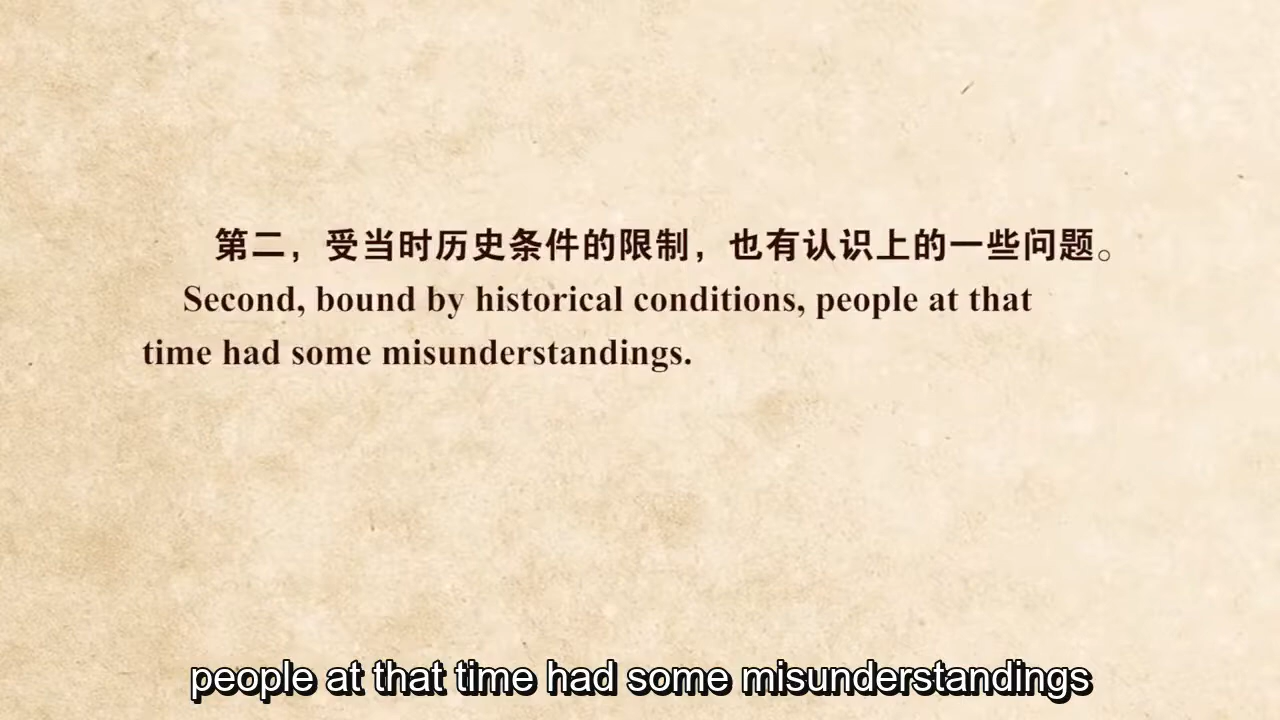 第二，受当时历史条件的限制，也有认识上的一些问题。
Second, bound by historical conditions, people at that
time had some misunderstandings.
people at that time had some misunderstandings